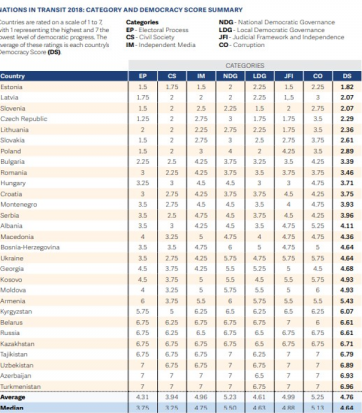 NATIONS IN TRANSIT 2018: CATEGORY AND DEMOCRACY SCORE SUMMARY
Countries are rated on a scale of 1 to 7,
with 1 representing the highest and 7 the
lowest level of democratic progress. The
average of these ratings is each country's
Democracy Score (DS).
Categories
EP - Electoral Process
CS - Civil Society
IM - Independent Media
NDG - National Democratic Governance
LDG - Local Democratic Governance
JFI - Judicial Framework and Independence
CO - Corruption
CATEGORIES
Country EP CS IM NDG LDG JFI CO DS
Estonia 1.5 1.75 1.5 2 2.25 1.5 2.25 1.82
Latvia 1.75 2 2 2 2.25 1.5 3 2.07
Slovenia 1.5 2 2.5 2.25 1.5 2 2.75 2.07
Czech Republic 1.25 2 2.75 3 1.75 1.75 3.5 2.29
Lithuania 2 2 2.25 2.75 2.25 1.75 3.5 2.36
Slovakia 1.5 2 2.75 3 2.5 2.75 3.75 2.61
Poland 1.5 2 3 4 2 4.25 3.5 2.89
Bulgaria 2.25 2.5 4.25 3.75 3.25 3.5 4.25 3.39
Romania 3 2.25 4.25 3.75 3.5 3.75 3.75 3.46
Hungary 3.25 3 4.5 4.5 3 3 4.75 3.71
Croatia 3 2.75 4.25 3.75 3.75 4.5 4.25 3.75
Montenegro 3.5 2.75 4.5 4.5 3.5 4 4.75 3.93
Serbia 3.5 2.5 4.75 4.5 3.75 4.5 4.25 3.96
Albania 3.5 3 4.25 4.5 3.5 4.75 5.25 4.11
Macedonia 4 3.25 5 4.75 4 4.75 4.75 4.36
Bosnia-Herzegovina 3.5 3.5 4.75 6 5 4.75 5 4.64
Ukraine 3.5 2.75 4.25 5.75 4.75 5.75 5.75 4.64
Georgia 4.5 3.75 4.25 5.5 5.25 5 4.5 4.68
Kosovo 4.5 3.75 5 5.5 4.5 5.5 5.75 4.93
Moldova 4 3.25 5 5.75 5.5 5 6 4.93
Armenia 6 3.75 5.5 6 5.5 5.5 5.5 5.43
Kyrgyzstan 5.75 5 6.25 6.5 6.25 6.5 6.25 6.07
Belarus 6.75 6.25 6.75 6.75 6.75 7 6 6.61
Russia 6.75 6.25 6.5 6.75 6.5 6.75 6.75 6.61
Kazakhstan 6.75 6.5 6.75 6.75 6.5 6.5 6.75 6.71
Tajikistan 6.75 6.75 6.5 7 6.25 7 6.79
Uzbekistan 7 6.75 6.75 7 6.75 7 6.89
Azerbaijan 7 7 7 7 6.5 7 7 6.93
Turkmenistan 7 7 7 7 6.75 7 7 6.96
Average 4.31 3.94 4.96 5.23 4.61 4.99 5.25 4.76
Median 3.75 3.25 4.75 5.50 4.63 4.88 5.13 4.64